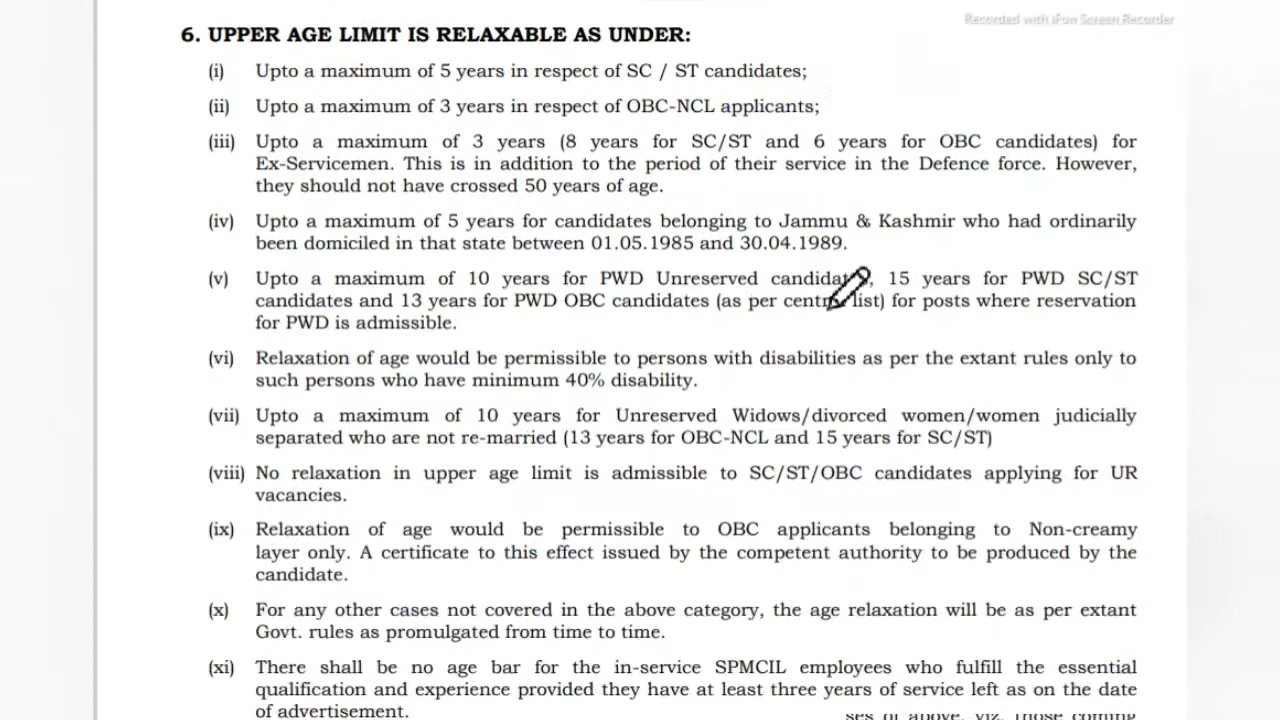 Recorded with iFun Screen Recorder
6. UPPER AGE LIMIT IS RELAXABLE AS UNDER:
(i) Upto a maximum of 5 years in respect of SC / ST candidates;
(ii) Upto a maximum of 3 years in respect of OBC-NCL applicants;
(iii) Upto a maximum of 3 years (8 years for SC/ST and 6 years for OBC candidates) for
Ex-Servicemen. This is in addition to the period of their service in the Defence force. However,
they should not have crossed 50 years of age.
(iv) Upto a maximum of 5 years for candidates belonging to Jammu & Kashmir who had ordinarily
been domiciled in that state between 01.05.1985 and 30.04.1989.
(v) Upto a maximum of 10 years for PWD Unreserved candidates, 15 years for PWD SC/ST
candidates and 13 years for PWD OBC candidates (as per central list) for posts where reservation
for PWD is admissible.
(vi) Relaxation of age would be permissible to persons with disabilities as per the extant rules only to
such persons who have minimum 40% disability.
(vii) Upto a maximum of 10 years for Unreserved Widows/divorced women/women judicially
separated who are not re-married (13 years for OBC-NCL and 15 years for SC/ST)
(viii) No relaxation in upper age limit is admissible to SC/ST/OBC candidates applying for UR
vacancies.
(ix) Relaxation of age would be permissible to OBC applicants belonging to Non-creamy
layer only. A certificate to this effect issued by the competent authority to be produced by the
candidate.
(x) For any other cases not covered in the above category, the age relaxation will be as per extant
Govt. rules as promulgated from time to time.
(xi) There shall be no age bar for the in-service SPMCIL employees who fulfill the essential
qualification and experience provided they have at least three years of service left as on the date
of advertisement.